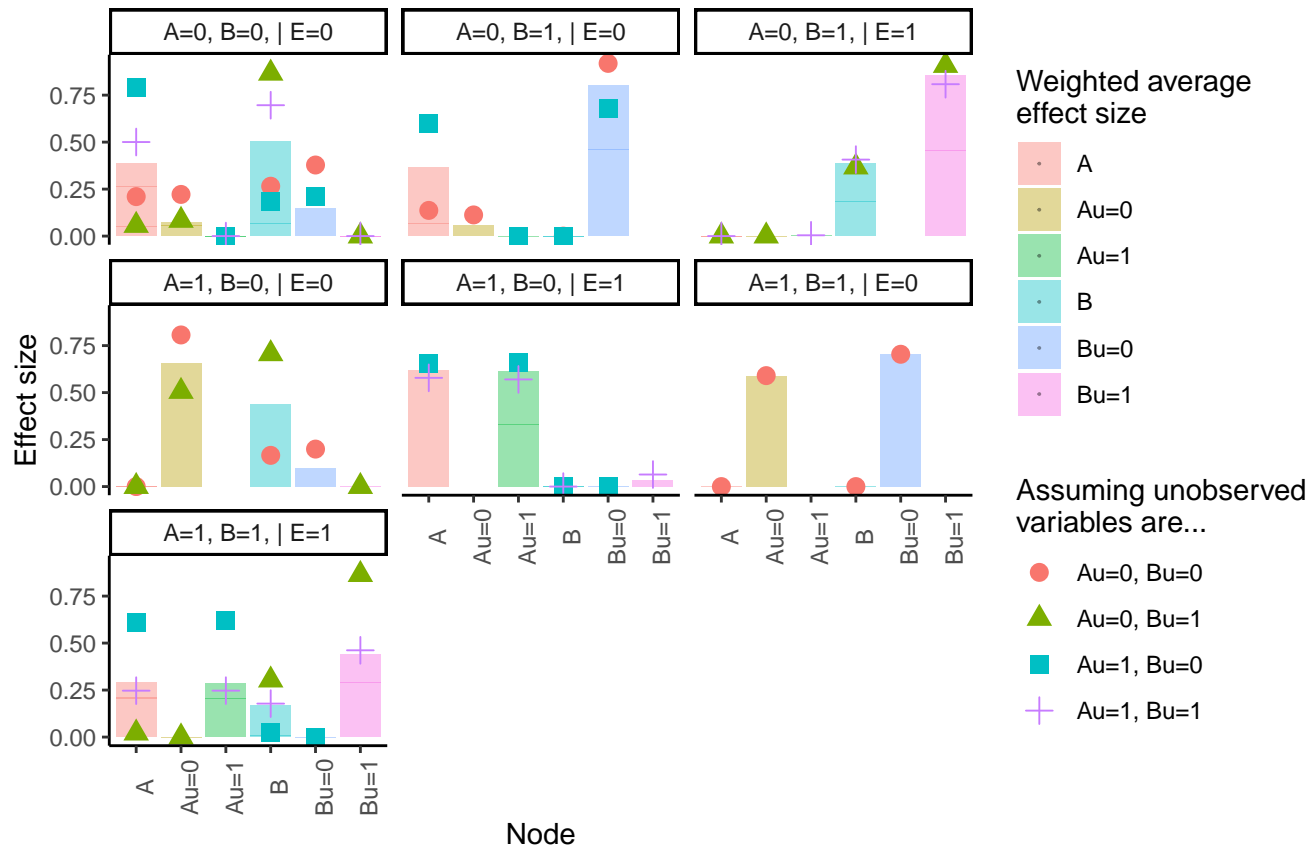 A=0, B=0, | E=0
A=0, B=1, | E=0
A=0, B=1, | E=1
0.75
0.50
0.25
0.00
A=1, B=0, | E=0
A=1, B=0, | E=1
A=1, B=1, | E=0
0.75
0.50
0.25
0.00
A
Au=0
Au=1
B
Bu=0
Bu=1
A
Au=0
Au=1
B
Bu=0
Bu=1
A=1, B=1, | E=1
0.75
0.50
0.25
0.00
A
Au=0
Au=1
B
Bu=0
Bu=1
Effect size
Node
Weighted average
effect size
A
Au=0
Au=1
B
Bu=0
Bu=1
Assuming unobserved
variables are...
Au=0, Bu=0
Au=0, Bu=1
Au=1, Bu=0
Au=1, Bu=1